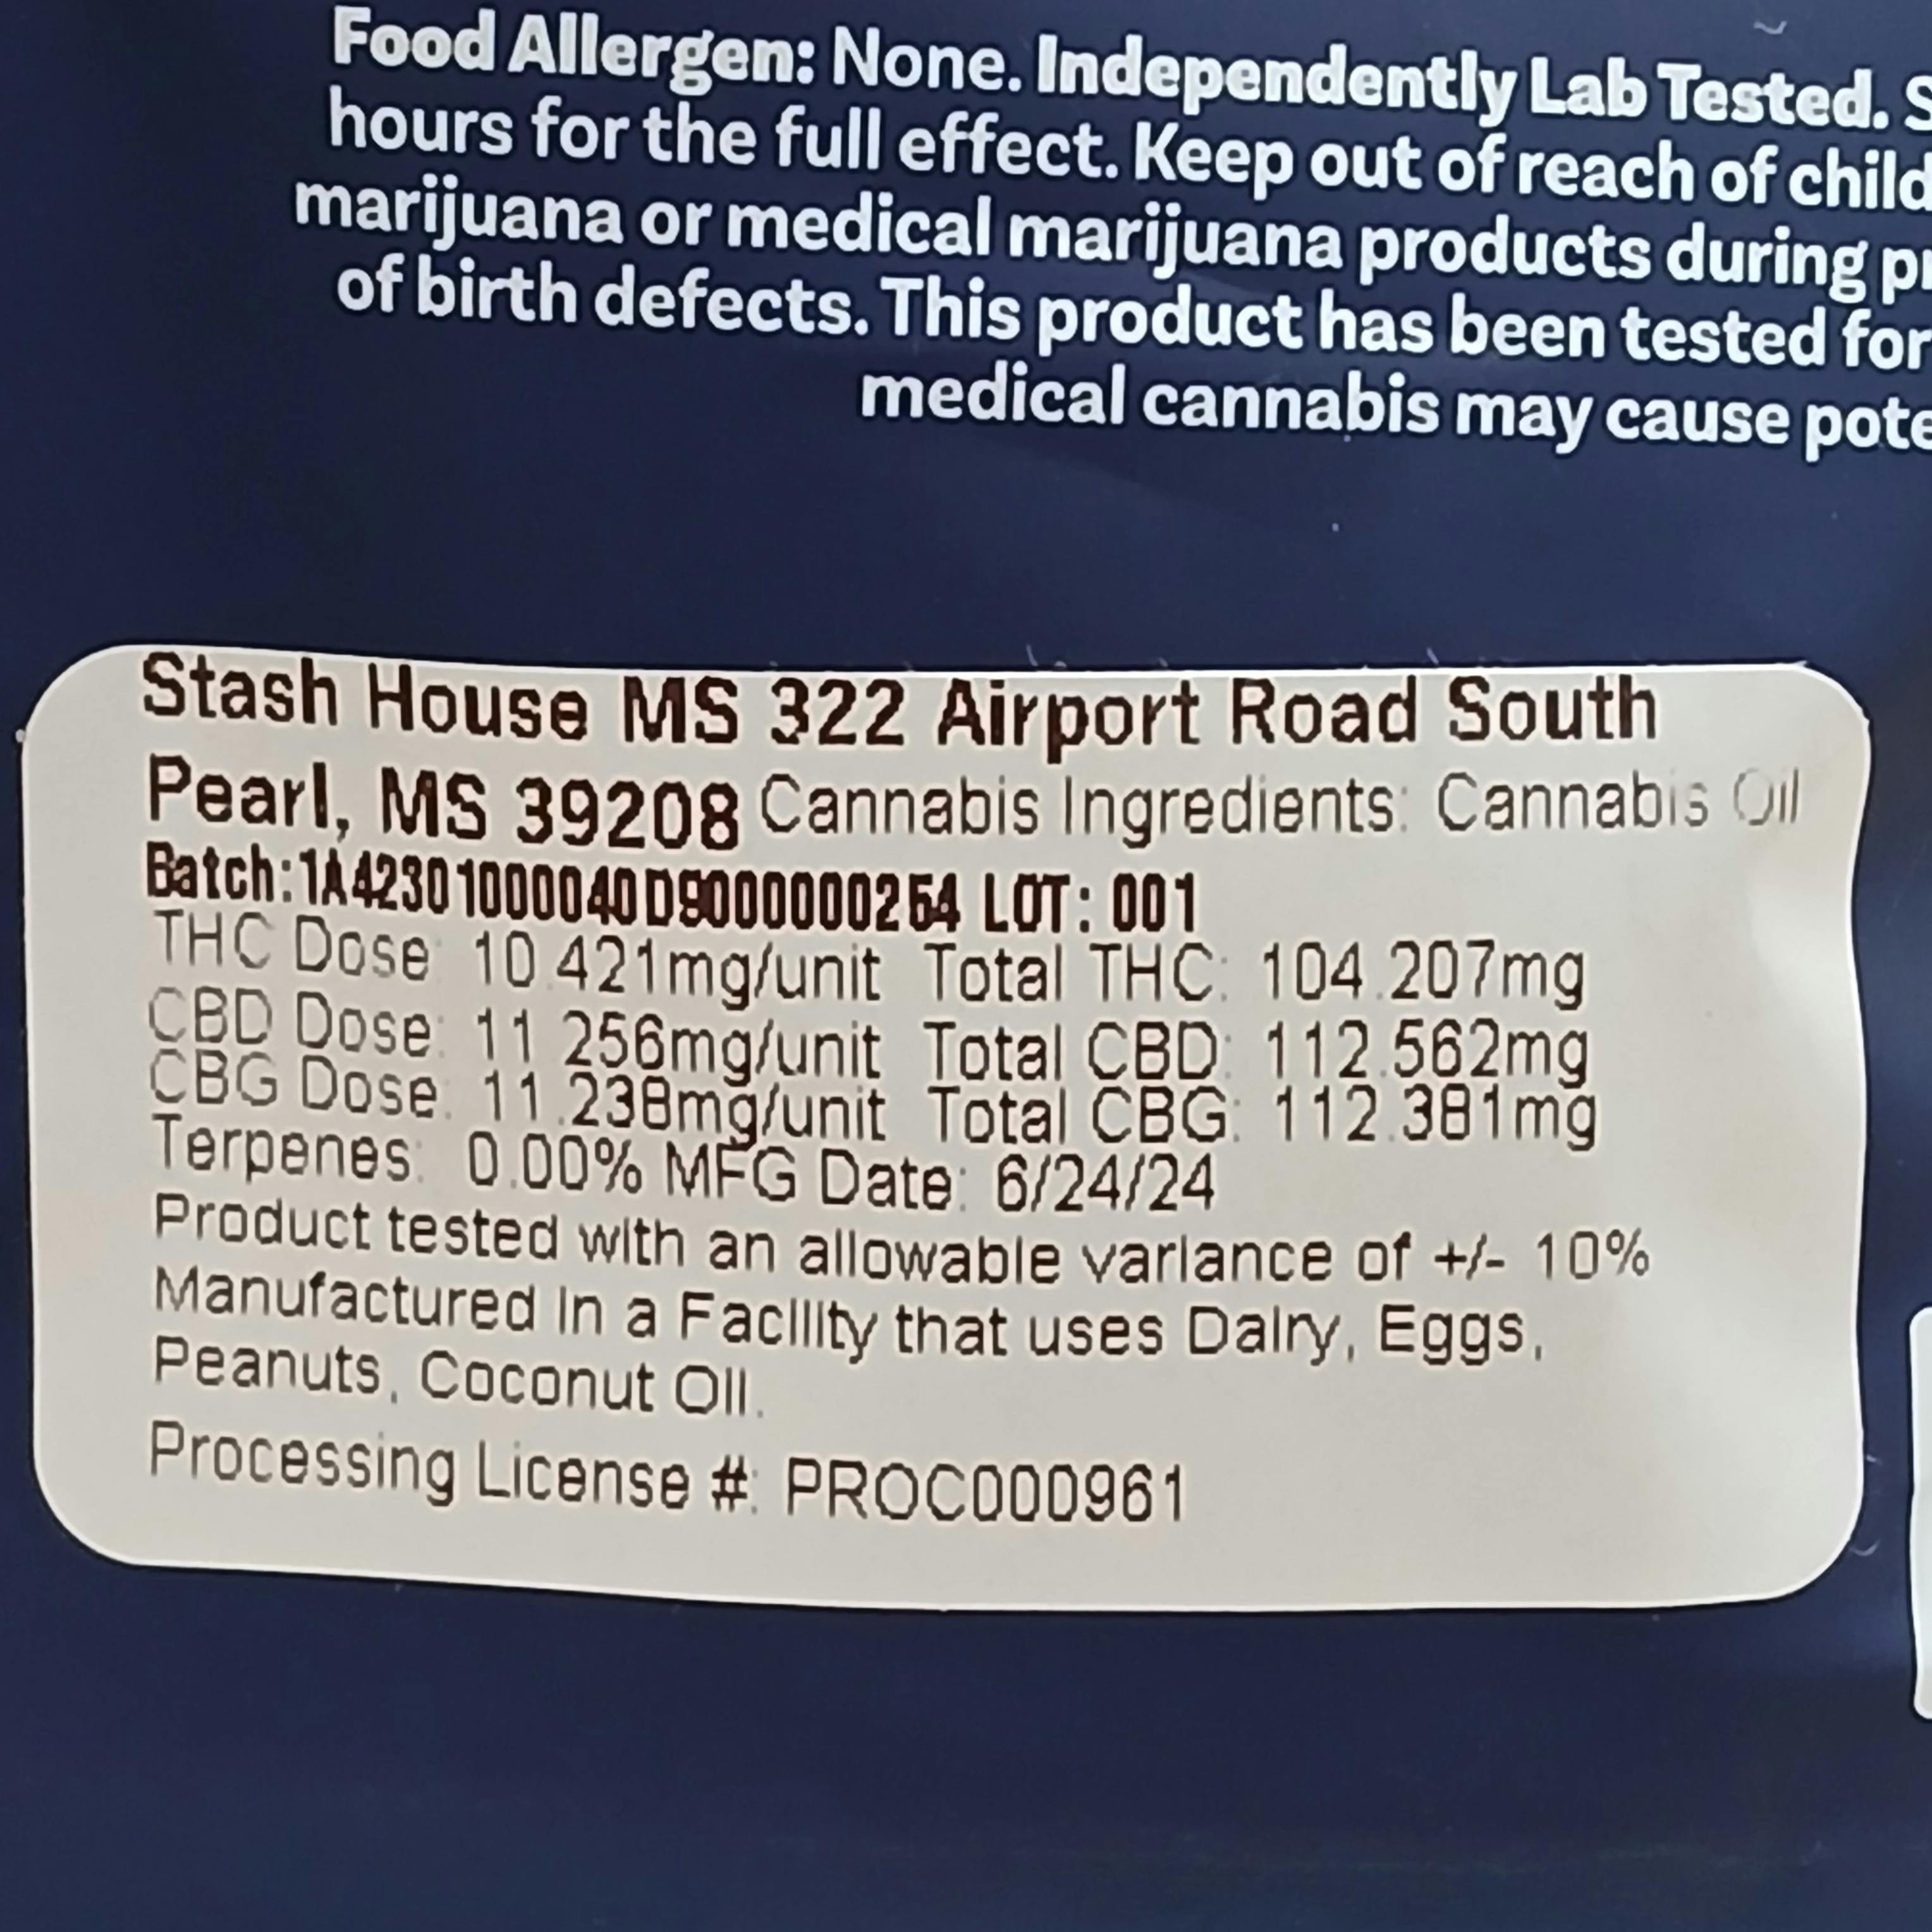 Food Allergen: None. Independently Lab Tested. S
hours for the full effect. Keep out of reach of child
marijuana or medical marijuana products during pr
of birth defects. This product has been tested for
medical cannabis may cause pote
Stash House MS 322 Airport Road South
Pearl, MS 39208 Cannabis Ingredients: Cannabis Oil
Batch:1A42301000040D9000000264 LOT: 001
THC Dose: 10.421mg/unit Total THC: 104.207mg
CBD Dose: 11.256mg/unit Total CBD: 112.562mg
CBG Dose: 11.238mg/unit Total CBG: 112.381mg
Terpenes: 0.00% MFG Date: 6/24/24
Product tested with an allowable variance of +/- 10%
Manufactured in a Facility that uses Dairy, Eggs,
Peanuts, Coconut Oil.
Processing License #: PROC000961